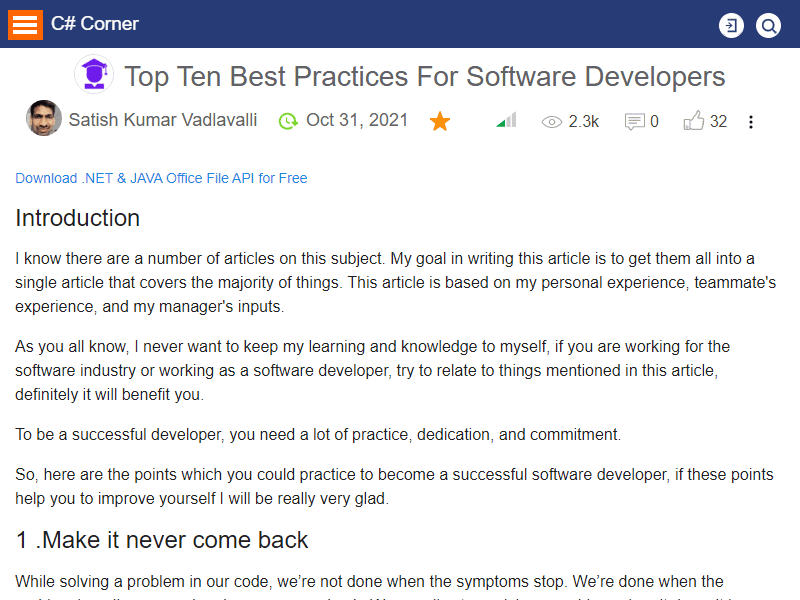 C# Corner
Top Ten Best Practices For Software Developers
Satish Kumar Vadlavalli Oct 31, 2021 2.3k 0 32
Download .NET & JAVA Office File API for Free
Introduction
I know there are a number of articles on this subject. My goal in writing this article is to get them all into a
single article that covers the majority of things. This article is based on my personal experience, teammate's
experience, and my manager's inputs.
As you all know, I never want to keep my learning and knowledge to myself, if you are working for the
software industry or working as a software developer, try to relate to things mentioned in this article,
definitely it will benefit you.
To be a successful developer, you need a lot of practice, dedication, and commitment.
So, here are the points which you could practice to become a successful software developer, if these points
help you to improve yourself I will be really very glad.
1 .Make it never come back
While solving a problem in our code, we’re not done when the symptoms stop. We’re done when the